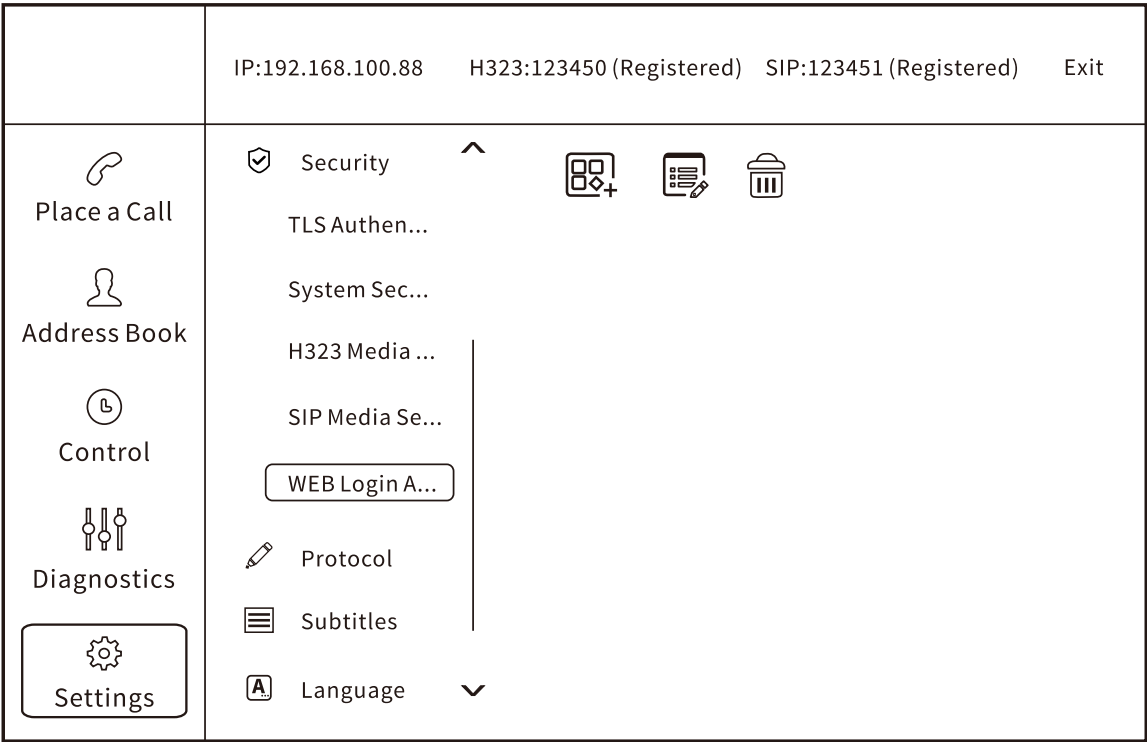 IP:192.168.100.88 H323:123450 (Registered) SIP:123451 (Registered) Exit
Place a Call
Address Book
Control
Diagnostics
Settings
Security
TLS Authen...
System Sec...
H323 Media ...
SIP Media Se...
WEB Login A...
Protocol
Subtitles
A Language